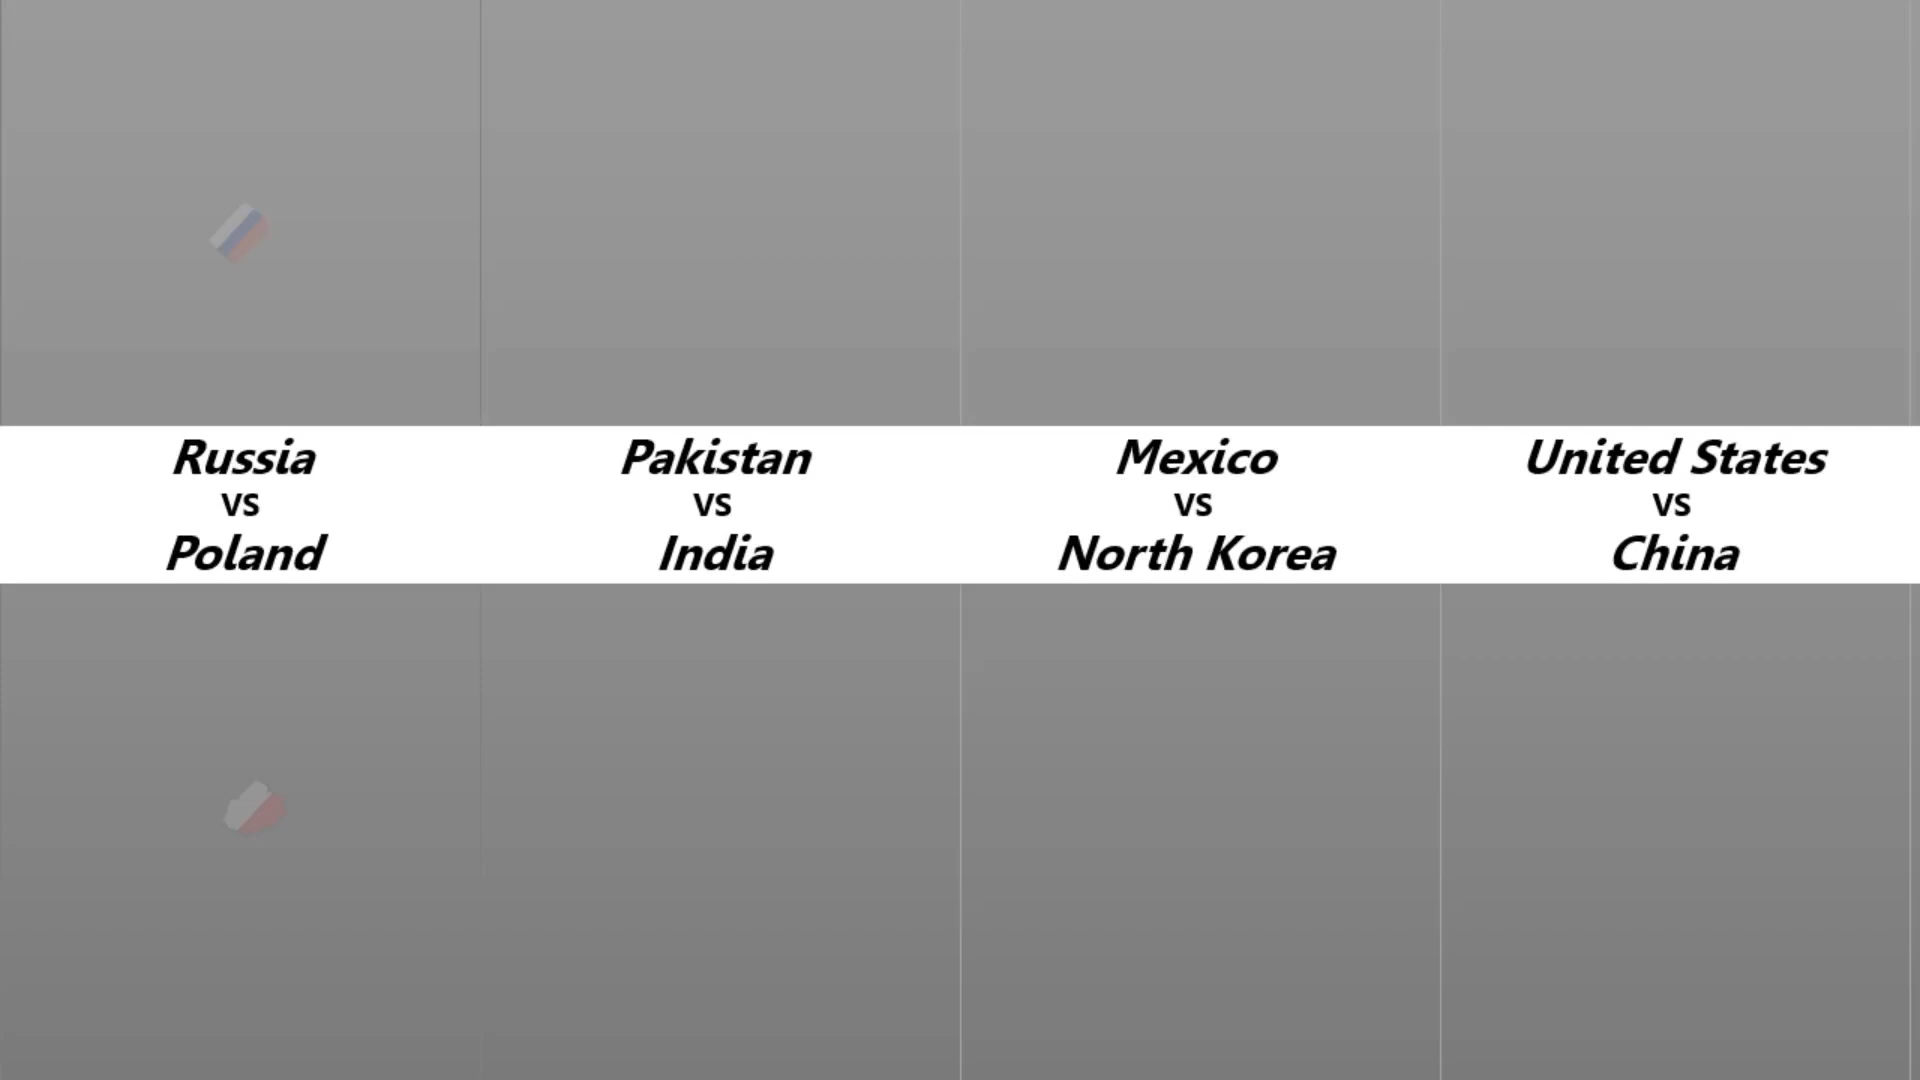 Russia
VS
Poland
Pakistan
VS
India
Mexico
VS
North Korea
United States
VS
China